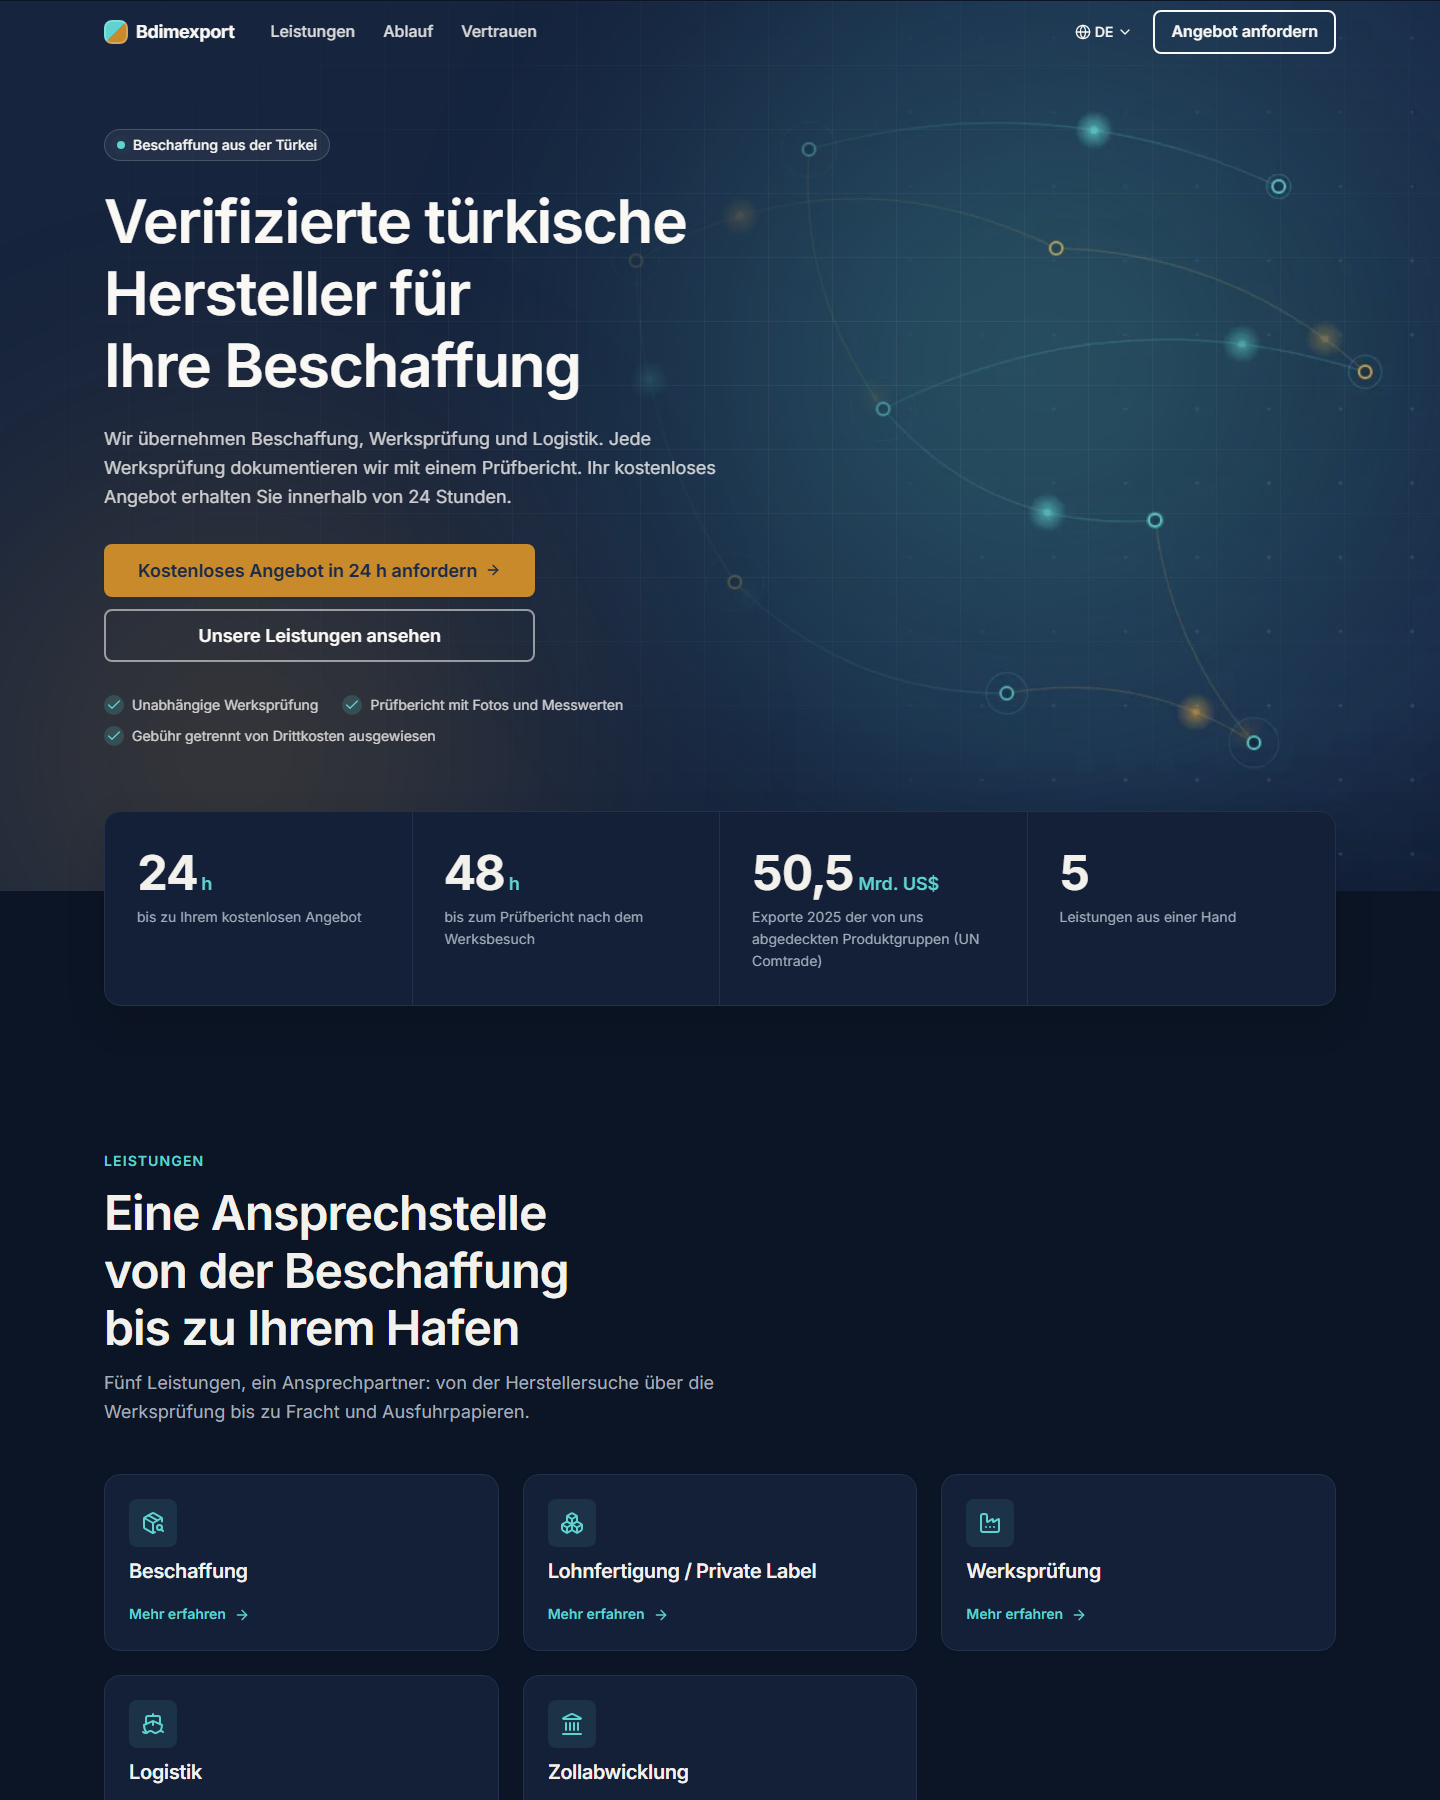 Bdimexport
Leistungen
Ablauf
Vertrauen
DE
Angebot anfordern
Beschaffung aus der Türkei
Verifizierte türkische
Hersteller für
Ihre Beschaffung
Wir übernehmen Beschaffung, Werksprüfung und Logistik. Jede
Werksprüfung dokumentieren wir mit einem Prüfbericht. Ihr kostenloses
Angebot erhalten Sie innerhalb von 24 Stunden.
Kostenloses Angebot in 24 h anfordern
Unsere Leistungen ansehen
Unabhängige Werksprüfung
Prüfbericht mit Fotos und Messwerten
Gebühr getrennt von Drittkosten ausgewiesen
24 h
bis zu Ihrem kostenlosen Angebot
48 h
bis zum Prüfbericht nach dem
Werksbesuch
50,5 Mrd. US$
Exporte 2025 der von uns
abgedeckten Produktgruppen (UN
Comtrade)
5
Leistungen aus einer Hand
LEISTUNGEN
Eine Ansprechstelle
von der Beschaffung
bis zu Ihrem Hafen
Fünf Leistungen, ein Ansprechpartner: von der Herstellersuche über die
Werksprüfung bis zu Fracht und Ausfuhrpapieren.
Beschaffung
Mehr erfahren
Lohnfertigung / Private Label
Mehr erfahren
Werksprüfung
Mehr erfahren
Logistik
Zollabwicklung